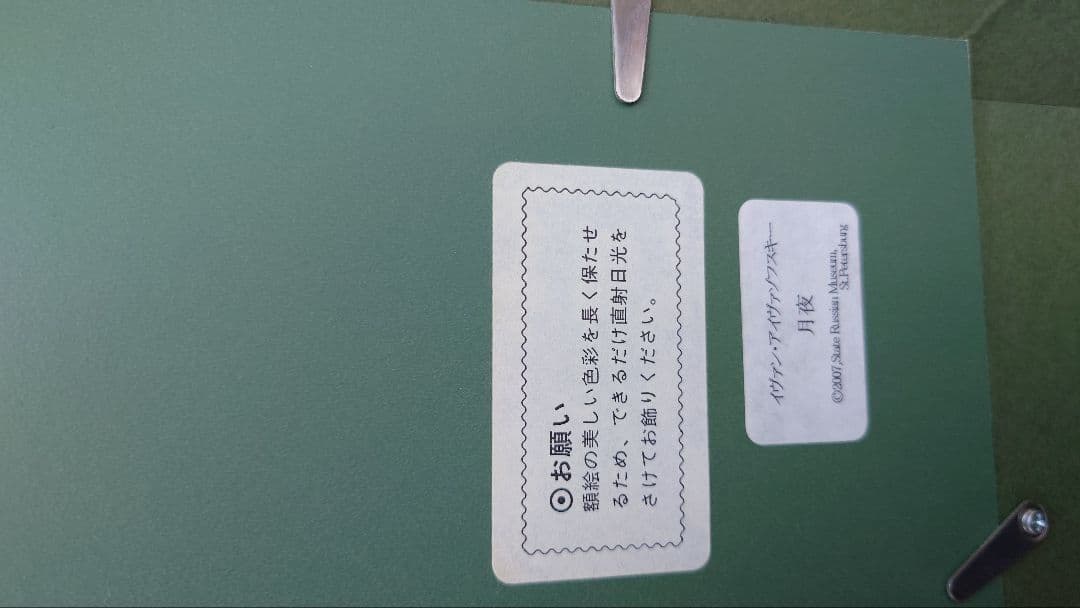 ◉お願い
額絵の美しい色彩を長く保たせ
るため、できるだけ直射日光を
さけてお飾りください。
イヴァン・アイヴァゾフスキー
月夜
©2007,State Russian Museum,
St.Petersburg